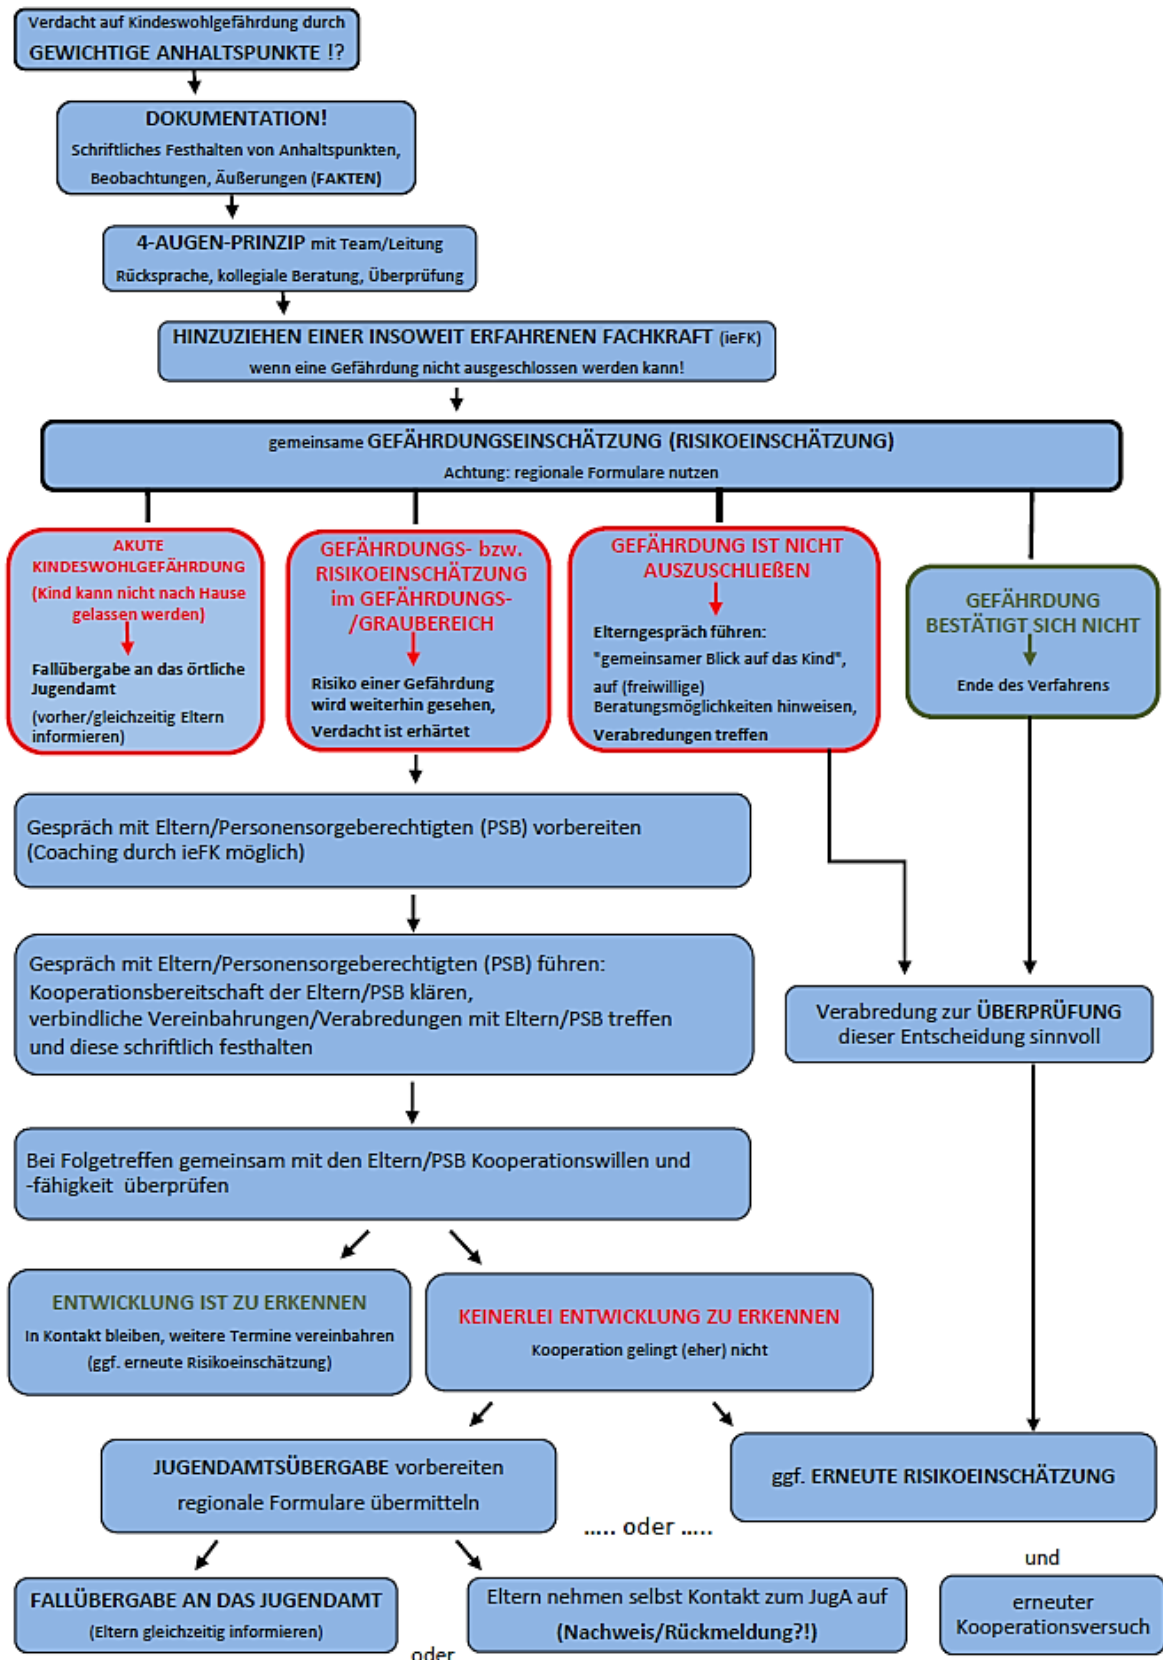 Verdacht auf Kindeswohlgefährdung durch
GEWICHTIGE ANHALTSPUNKTE !?
DOKUMENTATION!
Schriftliches Festhalten von Anhaltspunkten,
Beobachtungen, Äußerungen (FAKTEN)
4-AUGEN-PRINZIP mit Team/Leitung
Rücksprache, kollegiale Beratung, Überprüfung
HINZUZIEHEN EINER INSOWEIT ERFAHRENEN FACHKRAFT (ieFK)
wenn eine Gefährdung nicht ausgeschlossen werden kann!
gemeinsame GEFÄHRDUNGSEINSCHÄTZUNG (RISIKOEINSCHÄTZUNG)
Achtung: regionale Formulare nutzen
AKUTE
KINDESWOHLGEFÄHRDUNG
(Kind kann nicht nach Hause
gelassen werden)
Fallübergabe an das örtliche
Jugendamt
(vorher/gleichzeitig Eltern
informieren)
GEFÄHRDUNGS- bzw.
RISIKOEINSCHÄTZUNG
im GEFÄHRDUNGS-
/GRAUBEREICH
Risiko einer Gefährdung
wird weiterhin gesehen,
Verdacht ist erhärtet
GEFÄHRDUNG IST NICHT
AUSZUSCHLIEßEN
Elterngespräch führen:
"gemeinsamer Blick auf das Kind",
auf (freiwillige)
Beratungsmöglichkeiten hinweisen,
Verabredungen treffen
GEFÄHRDUNG
BESTÄTIGT SICH NICHT
Ende des Verfahrens
Gespräch mit Eltern/Personensorgeberechtigten (PSB) vorbereiten
(Coaching durch ieFK möglich)
Gespräch mit Eltern/Personensorgeberechtigten (PSB) führen:
Kooperationsbereitschaft der Eltern/PSB klären,
verbindliche Vereinbahrungen/Verabredungen mit Eltern/PSB treffen
und diese schriftlich festhalten
Verabredung zur ÜBERPRÜFUNG
dieser Entscheidung sinnvoll
Bei Folgetreffen gemeinsam mit den Eltern/PSB Kooperationswillen und
-fähigkeit überprüfen
ENTWICKLUNG IST ZU ERKENNEN
In Kontakt bleiben, weitere Termine vereinbahren
(ggf. erneute Risikoeinschätzung)
KEINERLEI ENTWICKLUNG ZU ERKENNEN
Kooperation gelingt (eher) nicht
JUGENDAMTSÜBERGABE vorbereiten
regionale Formulare übermitteln
..... oder .....
ggf. ERNEUTE RISIKOEINSCHÄTZUNG
und
erneuter
Kooperationsversuch
FALLÜBERGABE AN DAS JUGENDAMT
(Eltern gleichzeitig informieren)
oder
Eltern nehmen selbst Kontakt zum JugA auf
(Nachweis/Rückmeldung?!)